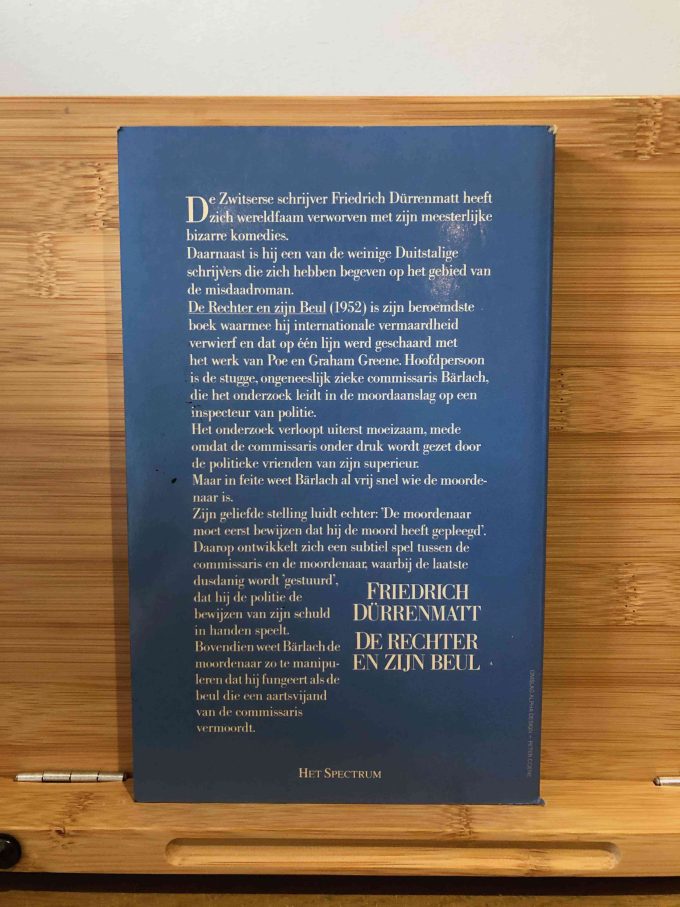 De Zwitserse schrijver Friedrich Dürrenmatt heeft
zich wereldfaam verworven met zijn meesterlijke
bizarre komedies.
Daarnaast is hij een van de weinige Duitstalige
schrijvers die zich hebben begeven op het gebied van
de misdaadroman.
De Rechter en zijn Beul (1952) is zijn beroemdste
boek waarmee hij internationale vermaardheid
verwierf en dat op één lijn werd geschaard met
het werk van Poe en Graham Greene. Hoofdpersoon
is de stugge, ongeneeslijk zieke commissaris Bärlach,
die het onderzoek leidt in de moordaanslag op een
inspecteur van politie.
Het onderzoek verloopt uiterst moeizaam, mede
omdat de commissaris onder druk wordt gezet door
de politieke vrienden van zijn superieur.
Maar in feite weet Bärlach al vrij snel wie de moorde-
naar is.
Zijn geliefde stelling luidt echter: 'De moordenaar
moet eerst bewijzen dat hij de moord heeft gepleegd'.
Daarop ontwikkelt zich een subtiel spel tussen de
commissaris en de moordenaar, waarbij de laatste
dusdanig wordt 'gestuurd',
dat hij de politie de
bewijzen van zijn schuld
in handen speelt.
Bovendien weet Bärlach de
moordenaar zo te manipu-
leren dat hij fungeert als de
beul die een aartsvijand
van de commissaris
vermoordt.
FRIEDRICH
DÜRRENMATT
DE RECHTER
EN ZIJN BEUL
HET SPECTRUM
OMSLAG: ALPHA DESIGN – PETER COENE